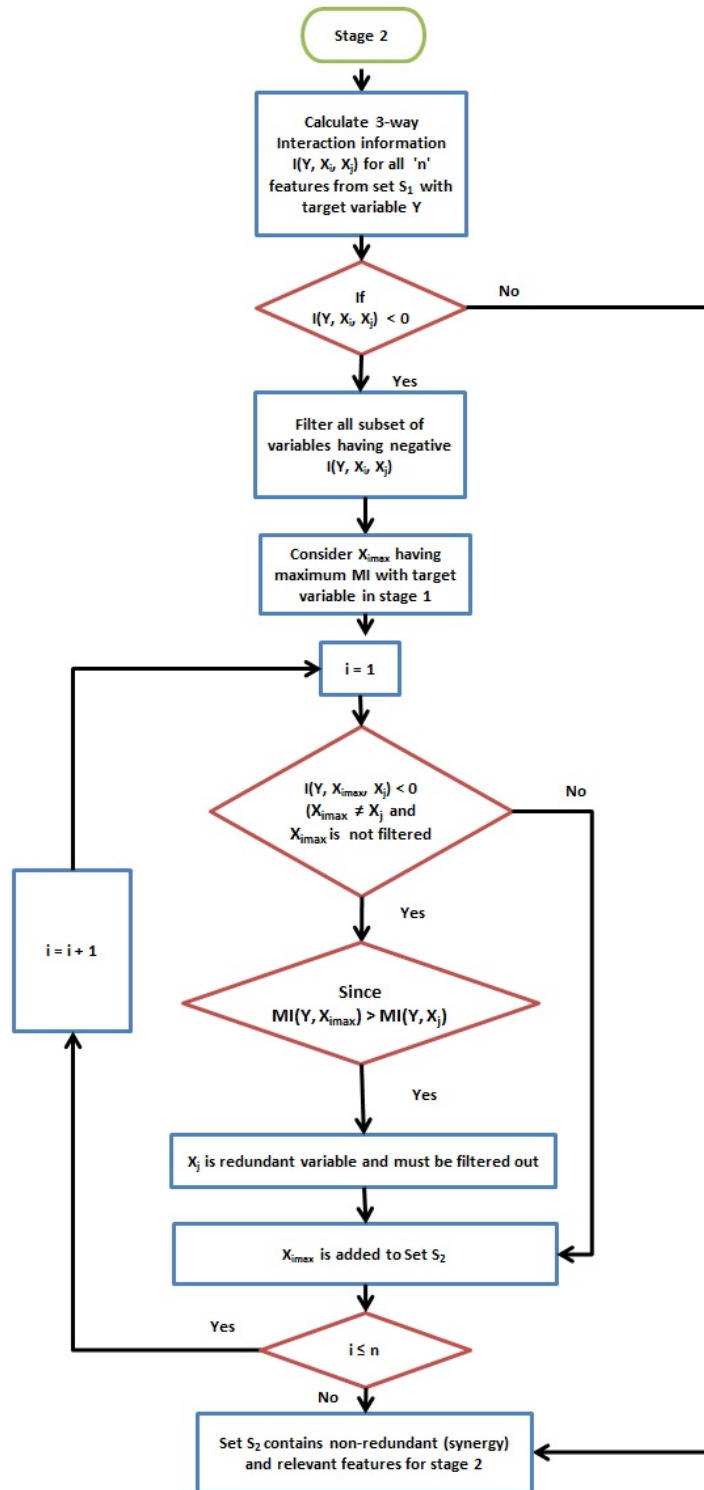 Stage 2
Calculate 3-way
Interaction information
I(Y, Xᵢ, Xⱼ) for all 'n'
features from set S₁ with
target variable Y
If
I(Y, Xᵢ, Xⱼ) < 0
No
Yes
Filter all subset of
variables having negative
I(Y, Xᵢ, Xⱼ)
Consider Xᵢₘₐₓ having
maximum MI with target
variable in stage 1
i = 1
I(Y, Xᵢₘₐₓ, Xⱼ) < 0
(Xᵢₘₐₓ ≠ Xⱼ and
Xᵢₘₐₓ is not filtered
No
Yes
i = i + 1
Since
MI(Y, Xᵢₘₐₓ) > MI(Y, Xⱼ)
Yes
Xⱼ is redundant variable and must be filtered out
Xᵢₘₐₓ is added to Set S₂
Yes
i ≤ n
No
Set S₂ contains non-redundant (synergy)
and relevant features for stage 2